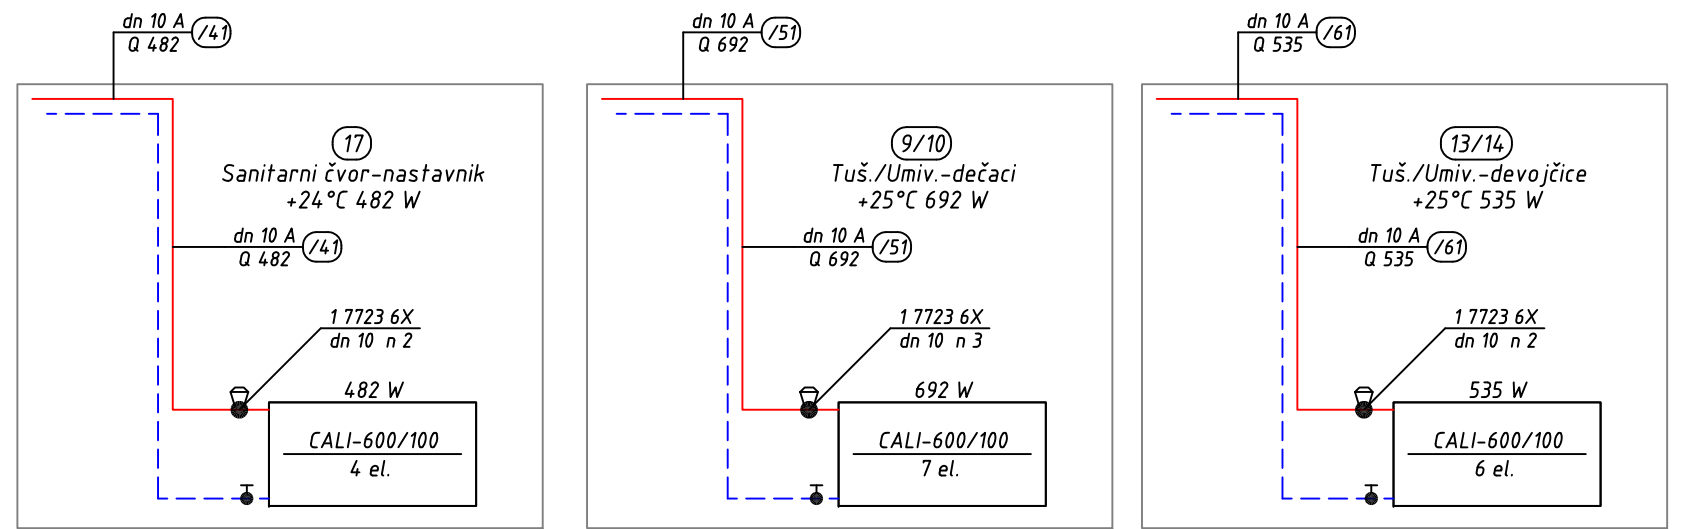 dn 10 A
Q 482
/41
17
Sanitarni čvor-nastavnik
+24°C 482 W
dn 10 A
Q 482
/41
1 7723 6X
dn 10 n 2
482 W
CALI-600/100
4 el.
dn 10 A
Q 692
/51
9/10
Tuš./Umiv.-dečaci
+25°C 692 W
dn 10 A
Q 692
/51
1 7723 6X
dn 10 n 3
692 W
CALI-600/100
7 el.
dn 10 A
Q 535
/61
13/14
Tuš./Umiv.-devojčice
+25°C 535 W
dn 10 A
Q 535
/61
1 7723 6X
dn 10 n 2
535 W
CALI-600/100
6 el.